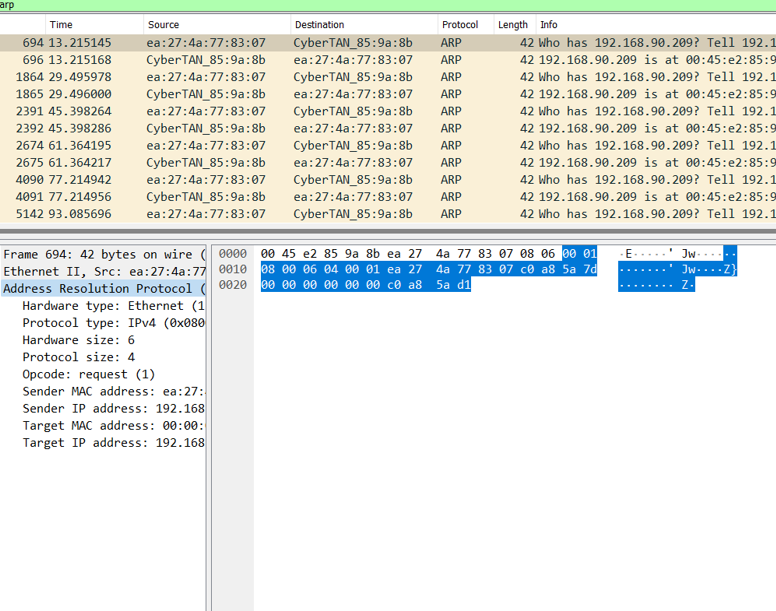 arp
Time Source Destination Protocol Length Info
694 13.215145 ea:27:4a:77:83:07 CyberTAN_85:9a:8b ARP 42 Who has 192.168.90.209? Tell 192.1
696 13.215168 CyberTAN_85:9a:8b ea:27:4a:77:83:07 ARP 42 192.168.90.209 is at 00:45:e2:85:9
1864 29.495978 ea:27:4a:77:83:07 CyberTAN_85:9a:8b ARP 42 Who has 192.168.90.209? Tell 192.1
1865 29.496000 CyberTAN_85:9a:8b ea:27:4a:77:83:07 ARP 42 192.168.90.209 is at 00:45:e2:85:9
2391 45.398264 ea:27:4a:77:83:07 CyberTAN_85:9a:8b ARP 42 Who has 192.168.90.209? Tell 192.1
2392 45.398286 CyberTAN_85:9a:8b ea:27:4a:77:83:07 ARP 42 192.168.90.209 is at 00:45:e2:85:9
2674 61.364195 ea:27:4a:77:83:07 CyberTAN_85:9a:8b ARP 42 Who has 192.168.90.209? Tell 192.1
2675 61.364217 CyberTAN_85:9a:8b ea:27:4a:77:83:07 ARP 42 192.168.90.209 is at 00:45:e2:85:9
4090 77.214942 ea:27:4a:77:83:07 CyberTAN_85:9a:8b ARP 42 Who has 192.168.90.209? Tell 192.1
4091 77.214956 CyberTAN_85:9a:8b ea:27:4a:77:83:07 ARP 42 192.168.90.209 is at 00:45:e2:85:9
5142 93.085696 ea:27:4a:77:83:07 CyberTAN_85:9a:8b ARP 42 Who has 192.168.90.209? Tell 192.1
Frame 694: 42 bytes on wire (
Ethernet II, Src: ea:27:4a:77
Address Resolution Protocol (
Hardware type: Ethernet (1
Protocol type: IPv4 (0x080
Hardware size: 6
Protocol size: 4
Opcode: request (1)
Sender MAC address: ea:27:
Sender IP address: 192.168
Target MAC address: 00:00:
Target IP address: 192.168
0000 00 45 e2 85 9a 8b ea 27 4a 77 83 07 08 06 00 01 ·E·····' Jw······
0010 08 00 06 04 00 01 ea 27 4a 77 83 07 c0 a8 5a 7d ·······' Jw····Z}
0020 00 00 00 00 00 00 c0 a8 5a d1 ········ Z·